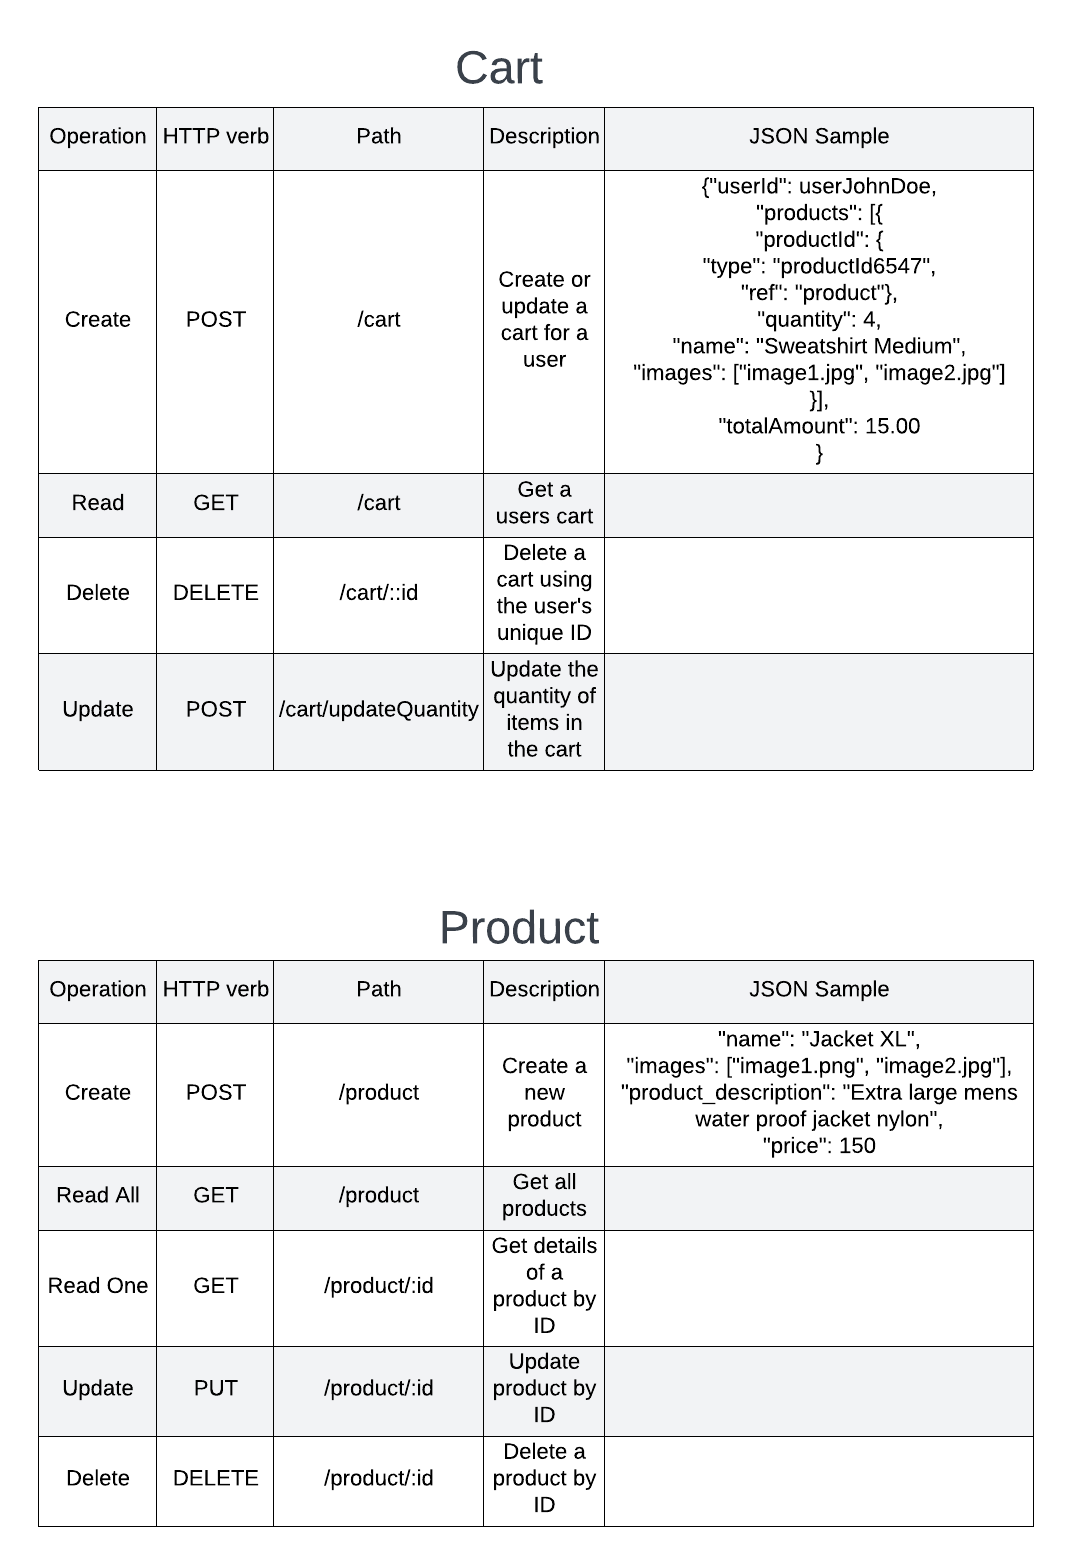 Cart
Operation HTTP verb Path Description JSON Sample
Create POST /cart Create or
update a
cart for a
user
{"userId": userJohnDoe,
"products": [{
"productId": {
"type": "productId6547",
"ref": "product"},
"quantity": 4,
"name": "Sweatshirt Medium",
"images": ["image1.jpg", "image2.jpg"]
}],
"totalAmount": 15.00
}
Read GET /cart Get a
users cart
Delete DELETE /cart/::id Delete a
cart using
the user's
unique ID
Update POST /cart/updateQuantity Update the
quantity of
items in
the cart
Product
Operation HTTP verb Path Description JSON Sample
Create POST /product Create a
new
product
"name": "Jacket XL",
"images": ["image1.png", "image2.jpg"],
"product_description": "Extra large mens
water proof jacket nylon",
"price": 150
Read All GET /product Get all
products
Read One GET /product/:id Get details
of a
product by
ID
Update PUT /product/:id Update
product by
ID
Delete DELETE /product/:id Delete a
product by
ID